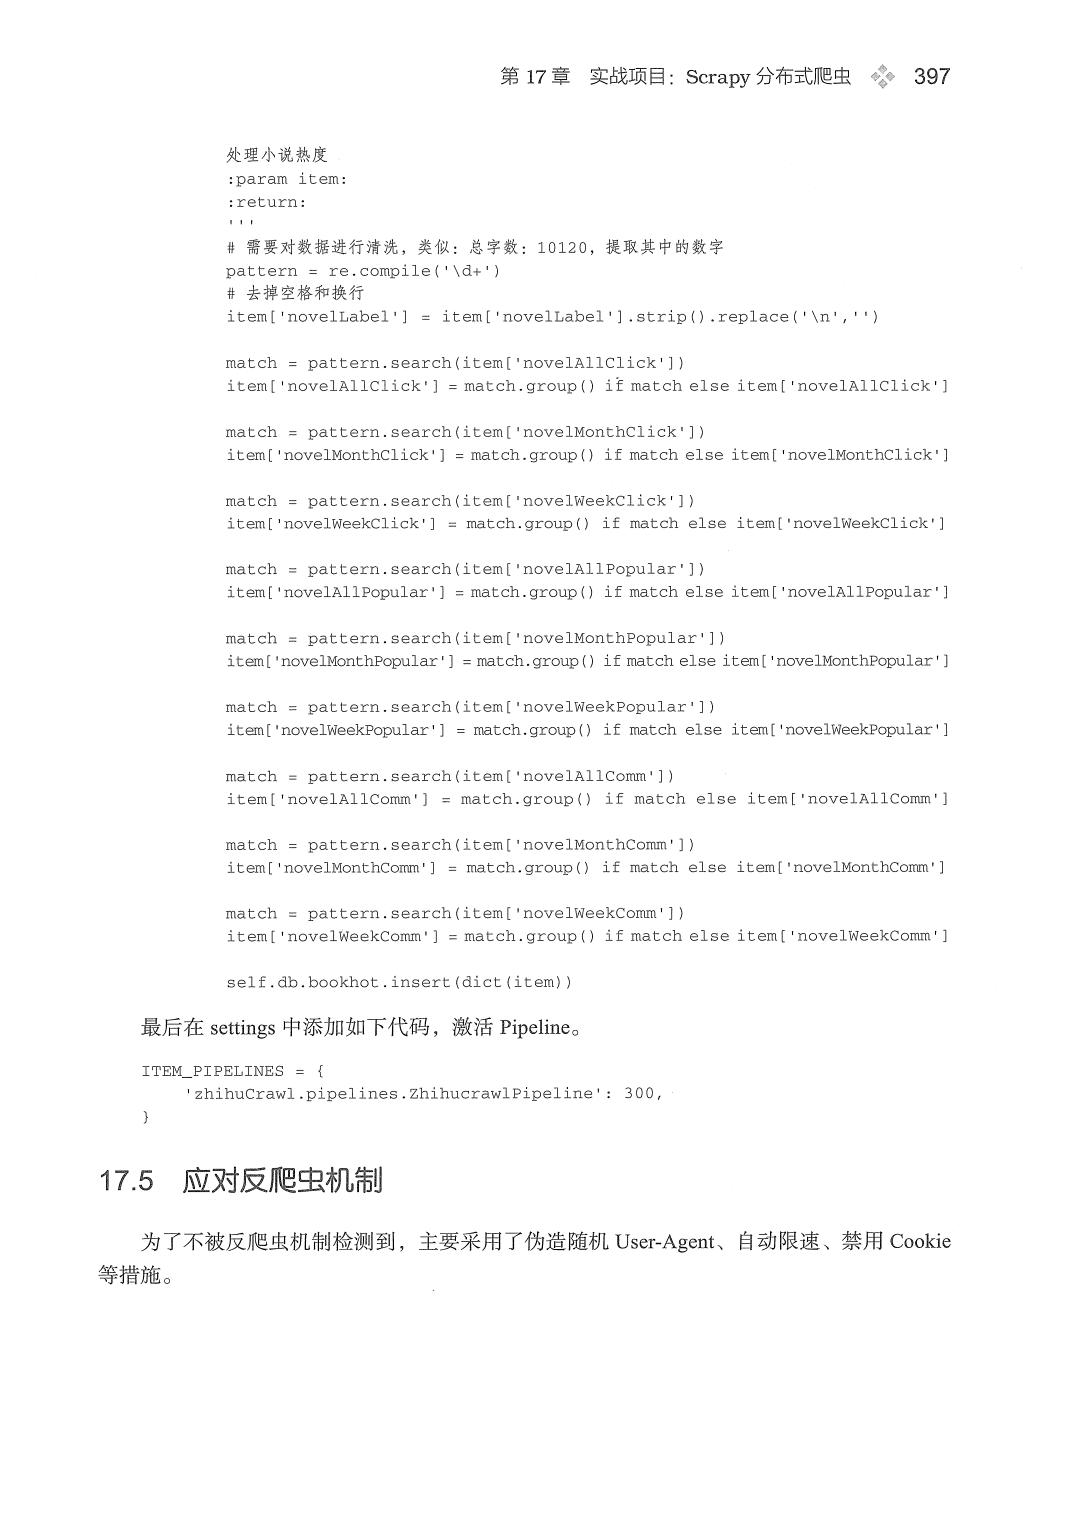 第 17 章 实战项目：Scrapy 分布式爬虫 397
处理小说热度
:param item:
:return:
'''
# 需要对数据进行清洗，类似：总字数：10120，提取其中的数字
pattern = re.compile('\d+')
# 去掉空格和换行
item['novelLabel'] = item['novelLabel'].strip().replace('\n','')
match = pattern.search(item['novelAllClick'])
item['novelAllClick'] = match.group() if match else item['novelAllClick']
match = pattern.search(item['novelMonthClick'])
item['novelMonthClick'] = match.group() if match else item['novelMonthClick']
match = pattern.search(item['novelWeekClick'])
item['novelWeekClick'] = match.group() if match else item['novelWeekClick']
match = pattern.search(item['novelAllPopular'])
item['novelAllPopular'] = match.group() if match else item['novelAllPopular']
match = pattern.search(item['novelMonthPopular'])
item['novelMonthPopular'] = match.group() if match else item['novelMonthPopular']
match = pattern.search(item['novelWeekPopular'])
item['novelWeekPopular'] = match.group() if match else item['novelWeekPopular']
match = pattern.search(item['novelAllComm'])
item['novelAllComm'] = match.group() if match else item['novelAllComm']
match = pattern.search(item['novelMonthComm'])
item['novelMonthComm'] = match.group() if match else item['novelMonthComm']
match = pattern.search(item['novelWeekComm'])
item['novelWeekComm'] = match.group() if match else item['novelWeekComm']
self.db.bookhot.insert(dict(item))
最后在 settings 中添加如下代码，激活 Pipeline。
ITEM_PIPELINES = {
'zhihuCrawl.pipelines.ZhihucrawlPipeline': 300,
}
17.5 应对反爬虫机制
为了不被反爬虫机制检测到，主要采用了伪造随机 User-Agent、自动限速、禁用 Cookie
等措施。